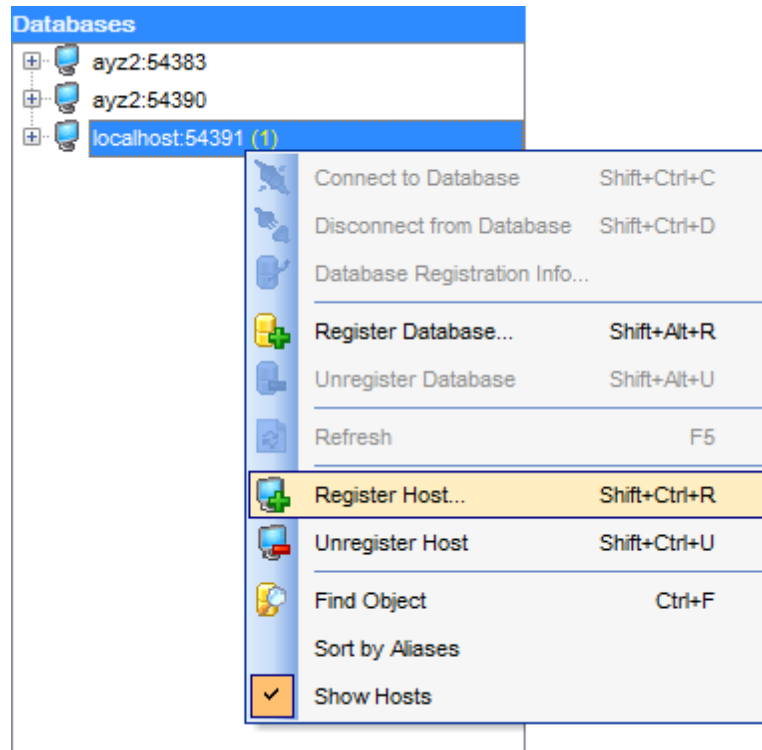 Databases
ayz2:54383
ayz2:54390
localhost:54391 (1)
Connect to Database Shift+Ctrl+C
Disconnect from Database Shift+Ctrl+D
Database Registration Info...
Register Database... Shift+Alt+R
Unregister Database Shift+Alt+U
Refresh F5
Register Host... Shift+Ctrl+R
Unregister Host Shift+Ctrl+U
Find Object Ctrl+F
Sort by Aliases
Show Hosts